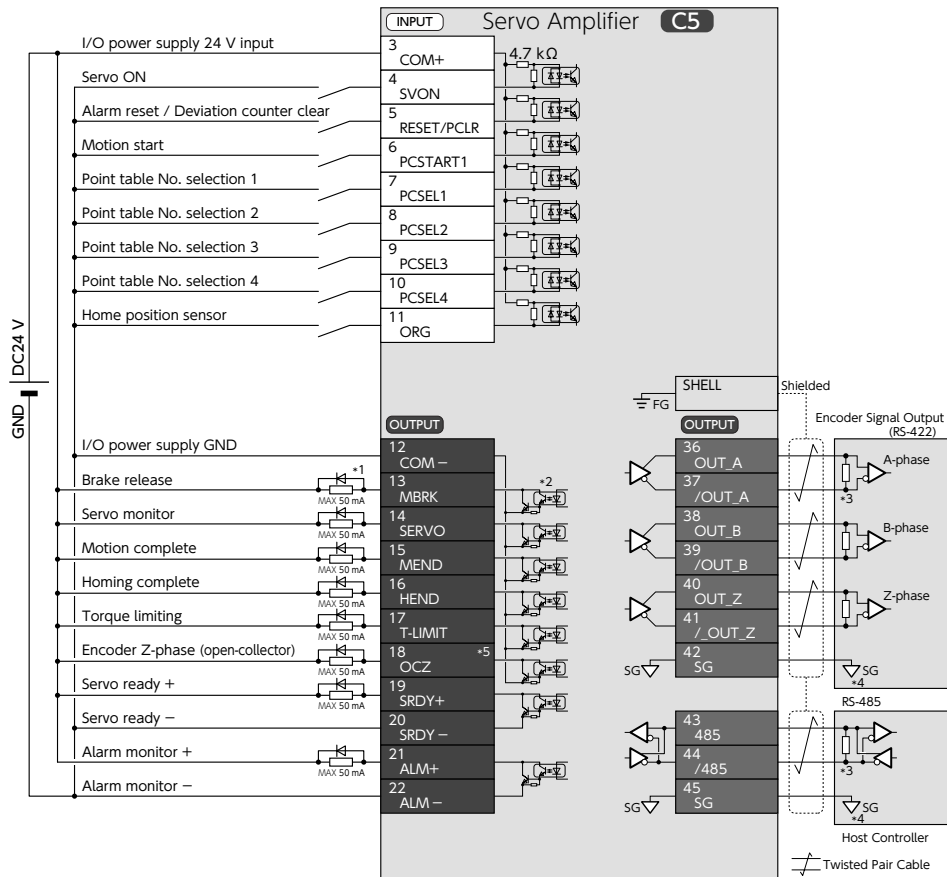 INPUT Servo Amplifier C5
I/O power supply 24 V input
3
COM+
4.7 kΩ
Servo ON
4
SVON
Alarm reset / Deviation counter clear
5
RESET/PCLR
Motion start
6
PCSTART1
Point table No. selection 1
7
PCSEL1
Point table No. selection 2
8
PCSEL2
Point table No. selection 3
9
PCSEL3
Point table No. selection 4
10
PCSEL4
Home position sensor
11
ORG
DC24 V
GND
OUTPUT
I/O power supply GND
12
COM −
Brake release
*1
MAX 50 mA
13
MBRK
*2
Servo monitor
MAX 50 mA
14
SERVO
Motion complete
MAX 50 mA
15
MEND
Homing complete
MAX 50 mA
16
HEND
Torque limiting
MAX 50 mA
17
T-LIMIT
Encoder Z-phase (open-collector)
MAX 50 mA
18 *5
OCZ
Servo ready +
MAX 50 mA
19
SRDY+
Servo ready −
20
SRDY −
Alarm monitor +
MAX 50 mA
21
ALM+
Alarm monitor −
22
ALM −
FG
SHELL
Shielded
OUTPUT
Encoder Signal Output
(RS-422)
36
OUT_A
A-phase
37
/OUT_A
*3
38
OUT_B
B-phase
39
/OUT_B
40
OUT_Z
Z-phase
41
/_OUT_Z
42
SG
SG
SG
*4
RS-485
43
485
44
/485
*3
45
SG
SG
SG
*4
Host Controller
Twisted Pair Cable